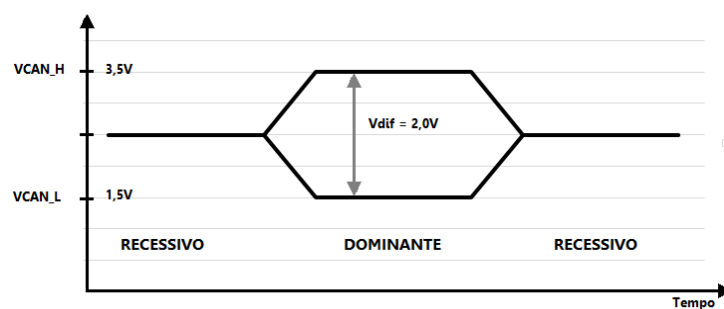 VCAN_H 3,5V
Vdif = 2,0V
VCAN_L 1,5V
RECESSIVO DOMINANTE RECESSIVO
Tempo